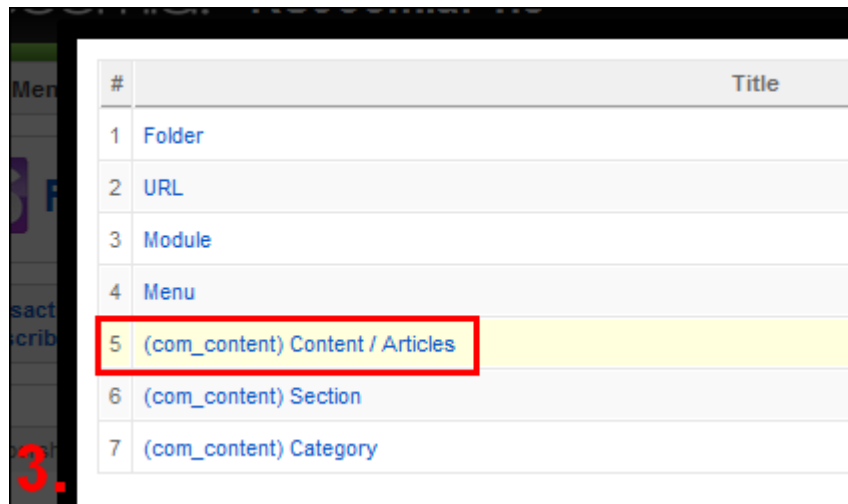 Men
# Title
1 Folder
2 URL
3 Module
4 Menu
5 (com_content) Content / Articles
6 (com_content) Section
7 (com_content) Category
3.